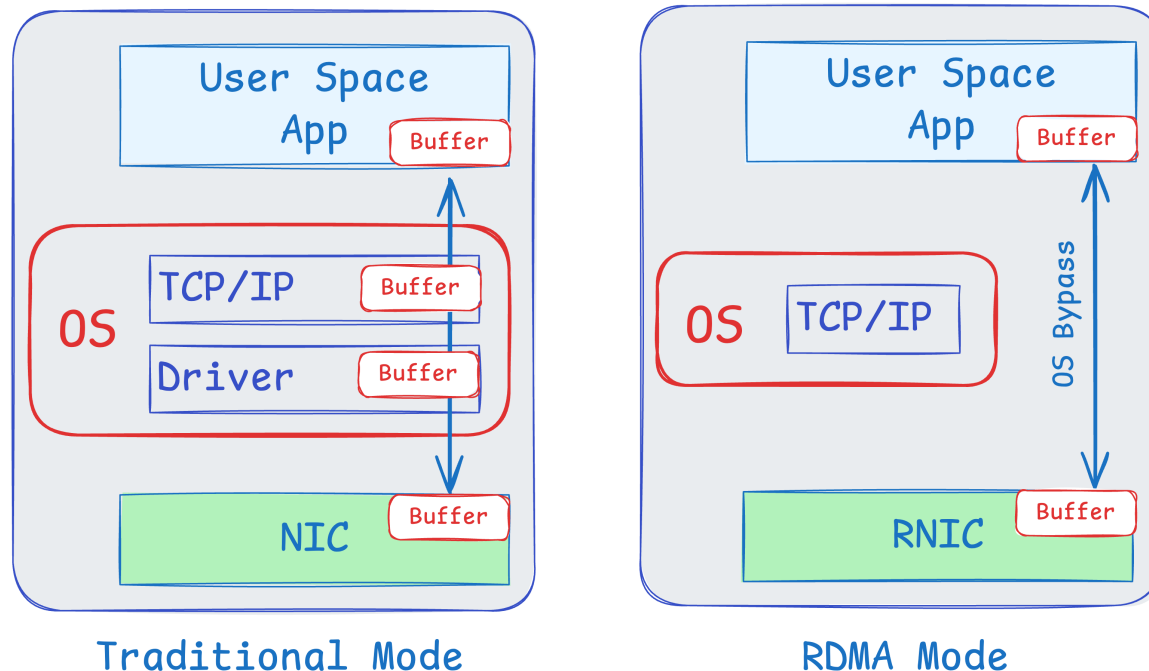 User Space
App
Buffer
OS
TCP/IP
Buffer
Driver
Buffer
NIC
Buffer
Traditional Mode
User Space
App
Buffer
OS
TCP/IP
OS Bypass
RNIC
Buffer
RDMA Mode